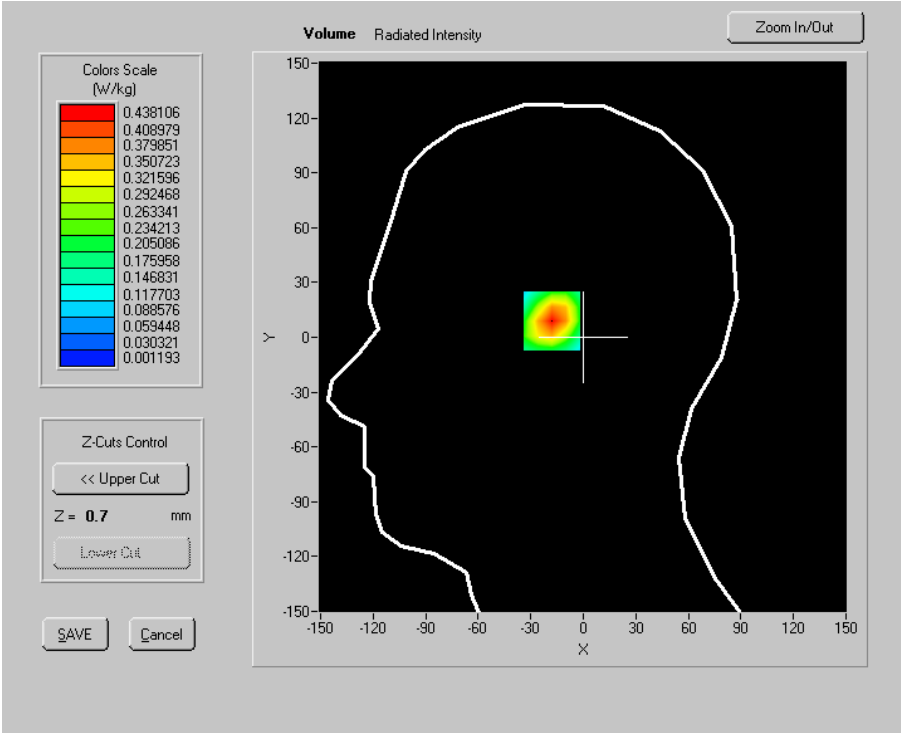 Volume Radiated Intensity
Zoom In/Out
Colors Scale
(W/kg)
0.438106
0.408979
0.379851
0.350723
0.321596
0.292468
0.263341
0.234213
0.205086
0.175958
0.146831
0.117703
0.088576
0.059448
0.030321
0.001193
Z-Cuts Control
<< Upper Cut
Z = 0.7 mm
Lower Cut
SAVE Cancel
150
120
90
60
30
0
-30
-60
-90
-120
-150
Y
-150 -120 -90 -60 -30 0 30 60 90 120 150
X